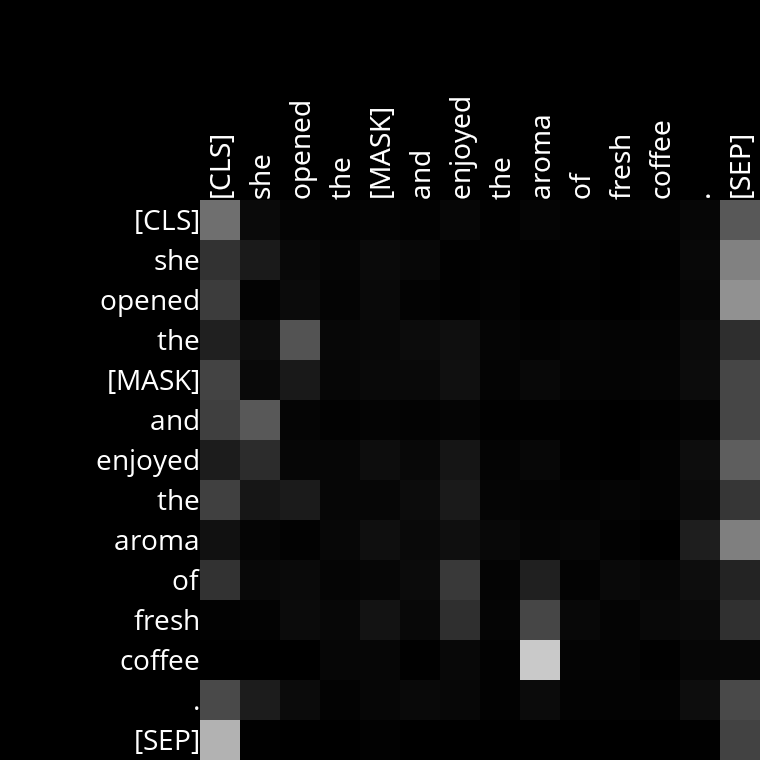 [CLS] she opened the [MASK] and enjoyed the aroma of fresh coffee . [SEP]
[CLS]
she
opened
the
[MASK]
and
enjoyed
the
aroma
of
fresh
coffee
.
[SEP]